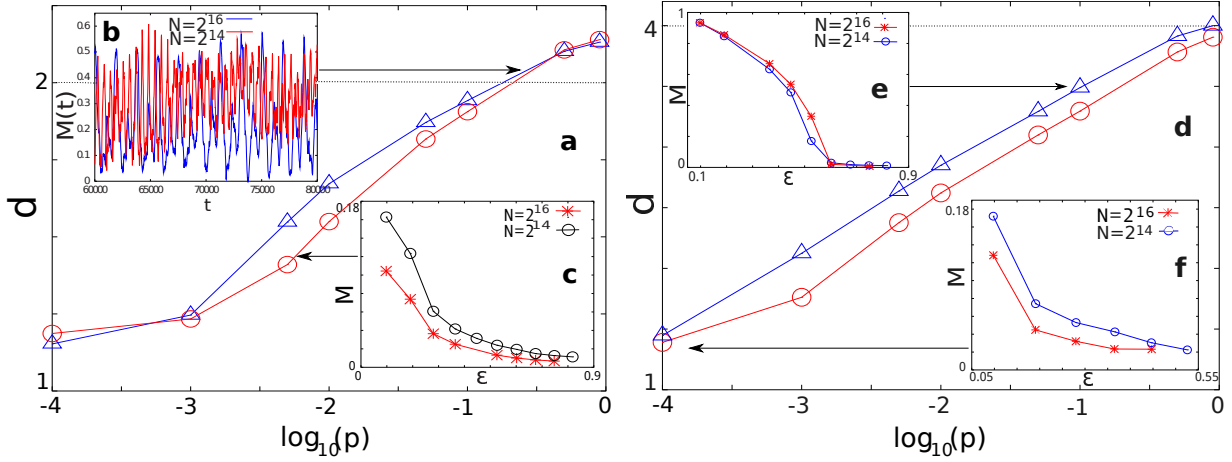 b
N=2^16
N=2^14
0.6
0.5
0.4
0.3
0.2
0.1
0
M(t)
60000 65000 70000 75000 80000
t
2
a
d
0.18
N=2^16
N=2^14
M
c
0
0 ε 0.9
1
-4 -3 -2 -1 0
log10(p)
4
1
N=2^16
N=2^14
M
e
0
0.1 ε 0.9
d
d
0.18
N=2^16
N=2^14
M
f
0
0.05 ε 0.55
1
-4 -3 -2 -1 0
log10(p)